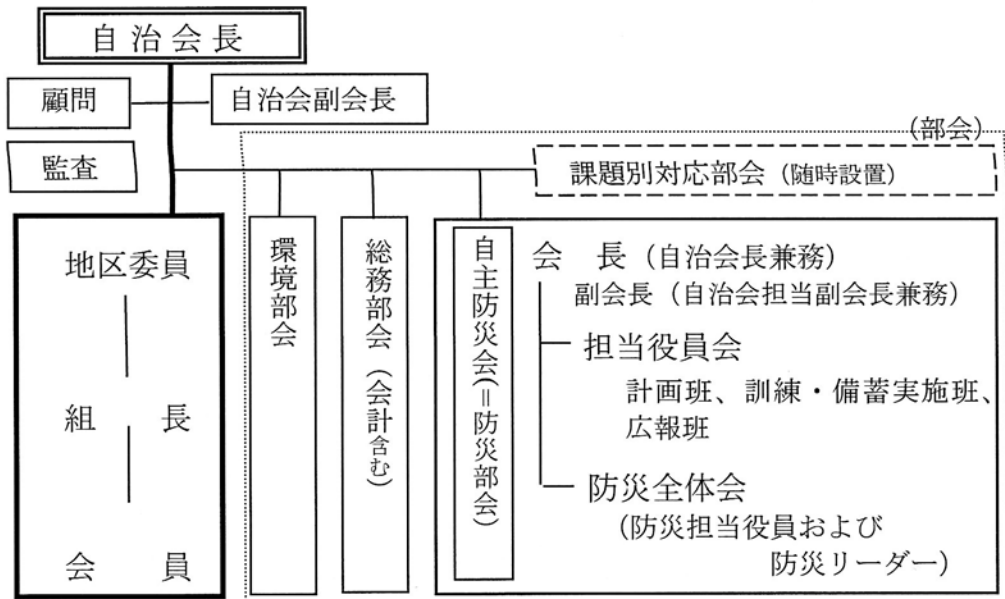 自治会長
顧問
自治会副会長
監査
(部会)
課題別対応部会(随時設置)
地区委員
組長
会員
環境部会
総務部会(会計含む)
自主防災会(=防災部会)
会長(自治会長兼務)
副会長(自治会担当副会長兼務)
担当役員会
計画班、訓練・備蓄実施班、
広報班
防災全体会
(防災担当役員および
防災リーダー)